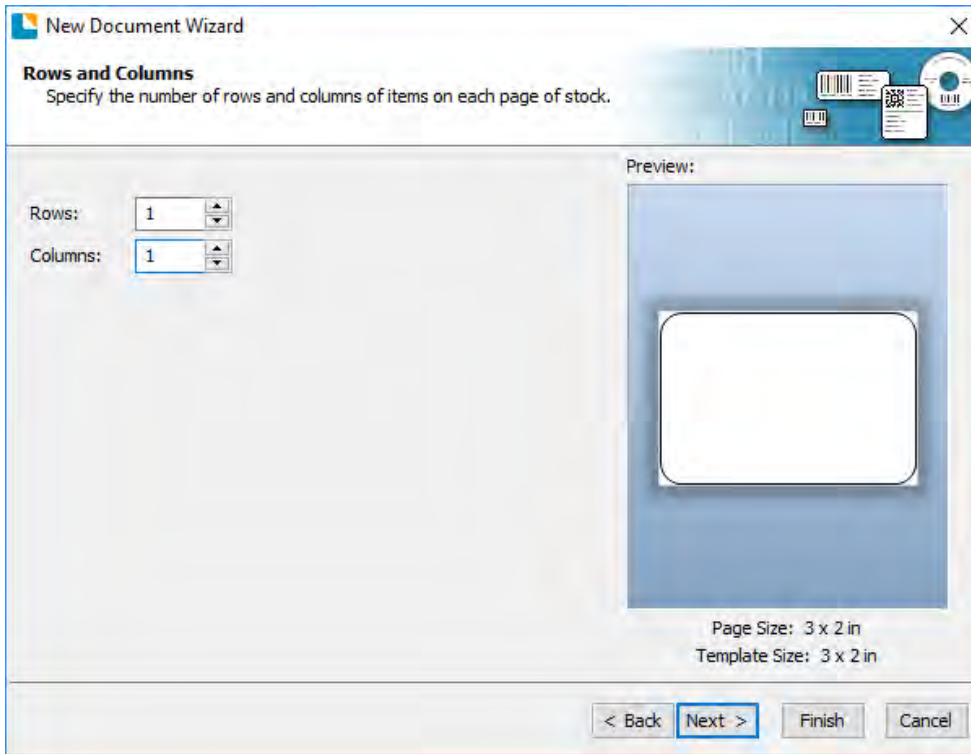 New Document Wizard
Rows and Columns
Specify the number of rows and columns of items on each page of stock.
Preview:
Rows: 1
Columns: 1
Page Size: 3 x 2 in
Template Size: 3 x 2 in
< Back Next > Finish Cancel